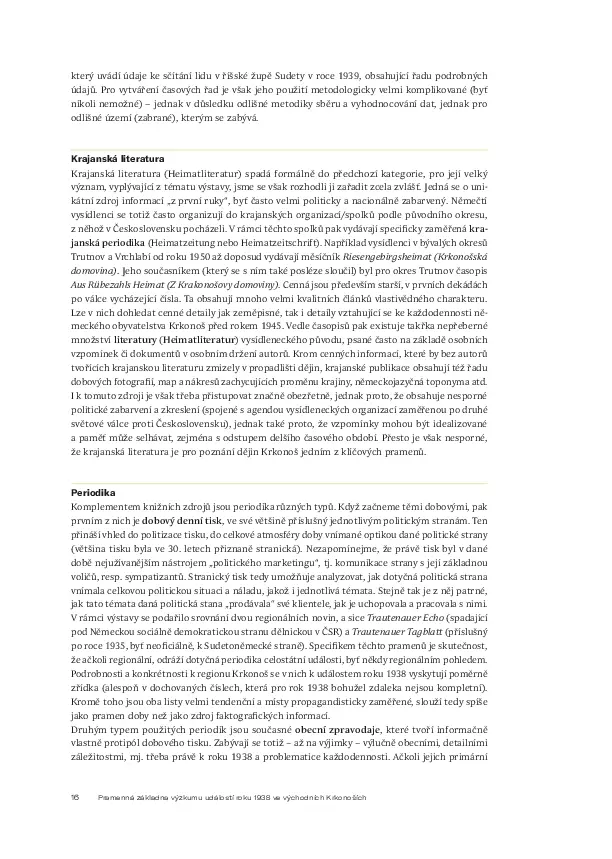 který uvádí údaje ke sčítání lidu v říšské župě Sudety v roce 1939, obsahující řadu podrobných
údajů. Pro vytváření časových řad je však jeho použití metodologicky velmi komplikované (byť
nikoli nemožné) – jednak v důsledku odlišné metodiky sběru a vyhodnocování dat, jednak pro
odlišné území (zabrané), kterým se zabývá.
Krajanská literatura
Krajanská literatura (Heimatliteratur) spadá formálně do předchozí kategorie, pro její velký
význam, vyplývající z tématu výstavy, jsme se však rozhodli ji zařadit zcela zvlášť. Jedná se o uni-
kátní zdroj informací „z první ruky“, byť často velmi politicky a nacionálně zabarvený. Němečtí
vysídlenci se totiž často organizují do krajanských organizací/spolků podle původního okresu,
z něhož v Československu pocházeli. V rámci těchto spolků pak vydávají specificky zaměřená kra-
janská periodika (Heimatzeitung nebo Heimatzeitschrift). Například vysídlenci v bývalých okresů
Trutnov a Vrchlabí od roku 1950 až doposud vydávají měsíčník Riesengebirgsheimat (Krkonošská
domovina). Jeho současníkem (který se s ním také posléze sloučil) byl pro okres Trutnov časopis
Aus Rübezahls Heimat (Z Krakonošovy domoviny). Cenná jsou především starší, v prvních dekádách
po válce vycházející čísla. Ta obsahují mnoho velmi kvalitních článků vlastivědného charakteru.
Lze v nich dohledat cenné detaily jak zeměpisné, tak i detaily vztahující se ke každodennosti ně-
meckého obyvatelstva Krkonoš před rokem 1945. Vedle časopisů pak existuje takřka nepřeberné
množství literatury (Heimatliteratur) vysídleneckého původu, psané často na základě osobních
vzpomínek či dokumentů v osobním držení autorů. Krom cenných informací, které by bez autorů
tvořících krajanskou literaturu zmizely v propadlišti dějin, krajanské publikace obsahují též řadu
dobových fotografií, map a nákresů zachycujících proměnu krajiny, německojazyčná toponyma atd.
I k tomuto zdroji je však třeba přistupovat značně obezřetně, jednak proto, že obsahuje nesporné
politické zabarvení a zkreslení (spojené s agendou vysídleneckých organizací zaměřenou po druhé
světové válce proti Československu), jednak také proto, že vzpomínky mohou být idealizované
a paměť může selhávat, zejména s odstupem delšího časového období. Přesto je však nesporné,
že krajanská literatura je pro poznání dějin Krkonoš jedním z klíčových pramenů.
Periodika
Komplementem knižních zdrojů jsou periodika různých typů. Když začneme těmi dobovými, pak
prvním z nich je dobový denní tisk, ve své většině příslušný jednotlivým politickým stranám. Ten
přináší vhled do politizace tisku, do celkové atmosféry doby vnímané optikou dané politické strany
(většina tisku byla ve 30. letech přiznaně stranická). Nezapomínejme, že právě tisk byl v dané
době nejužívanějším nástrojem „politického marketingu“, tj. komunikace strany s její základnou
voličů, resp. sympatizantů. Stranický tisk tedy umožňuje analyzovat, jak dotyčná politická strana
vnímala celkovou politickou situaci a náladu, jakož i jednotlivá témata. Stejně tak je z něj patrné,
jak tato témata daná politická stana „prodávala“ své klientele, jak je uchopovala a pracovala s nimi.
V rámci výstavy se podařilo srovnání dvou regionálních novin, a sice Trautenauer Echo (spadající
pod Německou sociálně demokratickou stranu dělnickou v ČSR) a Trautenauer Tagblatt (příslušný
po roce 1935, byť neoficiálně, k Sudetoněmecké straně). Specifikem těchto pramenů je skutečnost,
že ačkoli regionální, odráží dotyčná periodika celostátní události, byť někdy regionálním pohledem.
Podrobnosti a konkrétnosti k regionu Krkonoš se v nich k událostem roku 1938 vyskytují poměrně
zřídka (alespoň v dochovaných číslech, která pro rok 1938 bohužel zdaleka nejsou kompletní).
Kromě toho jsou oba listy velmi tendenční a místy propagandisticky zaměřené, slouží tedy spíše
jako pramen doby než jako zdroj faktografických informací.
Druhým typem použitých periodik jsou současné obecní zpravodaje, které tvoří informačně
vlastně protipól dobového tisku. Zabývají se totiž – až na výjimky – výlučně obecními, detailními
záležitostmi, mj. třeba právě k roku 1938 a problematice každodennosti. Ačkoli jejich primární
16 Pramenná základna výzkumu událostí roku 1938 ve východních Krkonoších